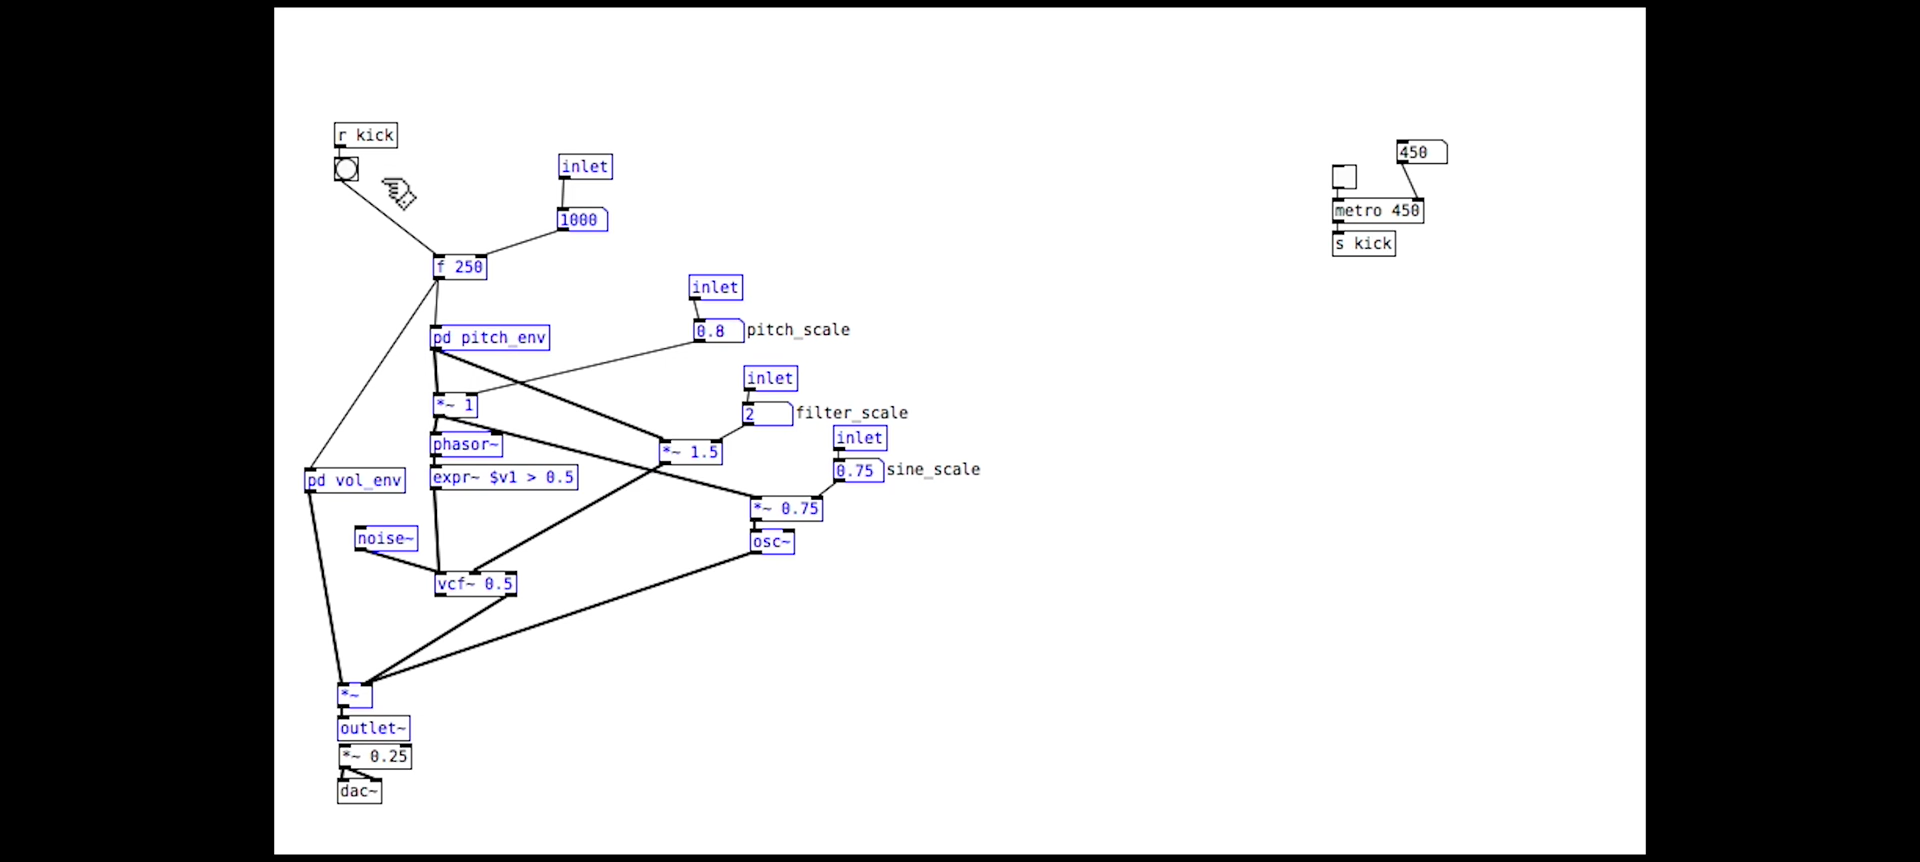 r kick
inlet
1000
f 250
inlet
0.8 pitch_scale
pd pitch_env
inlet
*~ 1
2 filter_scale
inlet
phasor~
*~ 1.5
0.75 sine_scale
expr~ $v1 > 0.5
pd vol_env
*~ 0.75
noise~
osc~
vcf~ 0.5
*~
outlet~
*~ 0.25
dac~
450
metro 450
s kick